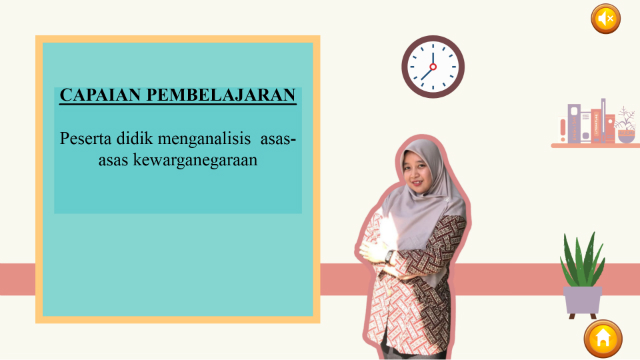 CAPAIAN PEMBELAJARAN
Peserta didik menganalisis asas-
asas kewarganegaraan